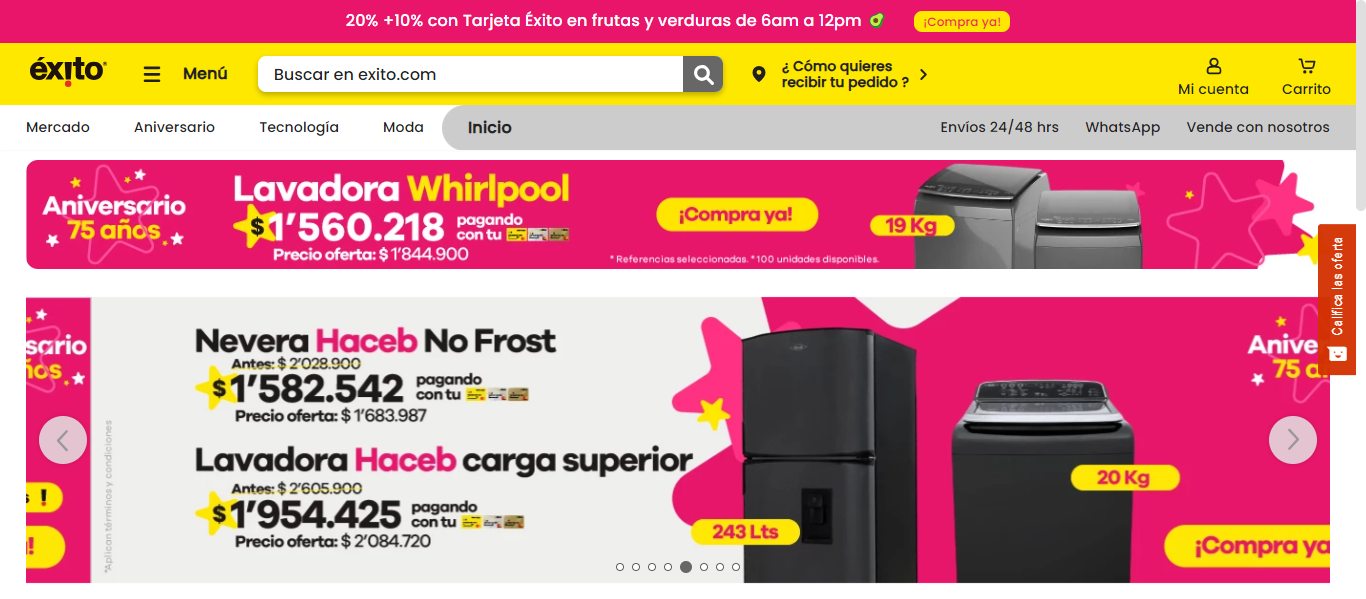 20% +10% con Tarjeta Éxito en frutas y verduras de 6am a 12pm
¡Compra ya!
éxito
Menú
Buscar en exito.com
¿ Cómo quieres
recibir tu pedido ?
Mi cuenta
Carrito
Mercado
Aniversario
Tecnología
Moda
Inicio
Envíos 24/48 hrs
WhatsApp
Vende con nosotros
Aniversario
75 años
Lavadora Whirlpool
$1'560.218
pagando
con tu
Precio oferta: $ 1'844.900
¡Compra ya!
19 Kg
* Referencias seleccionadas. *100 unidades disponibles.
Califica las oferta
sario
ños
!
!
*Aplican términos y condiciones
Nevera Haceb No Frost
Antes: $ 2'028.900
$1'582.542
pagando
con tu
Precio oferta: $ 1'683.987
Lavadora Haceb carga superior
Antes: $ 2'605.900
$1'954.425
pagando
con tu
Precio oferta: $ 2'084.720
243 Lts
20 Kg
Anive
75 a
¡Compra ya